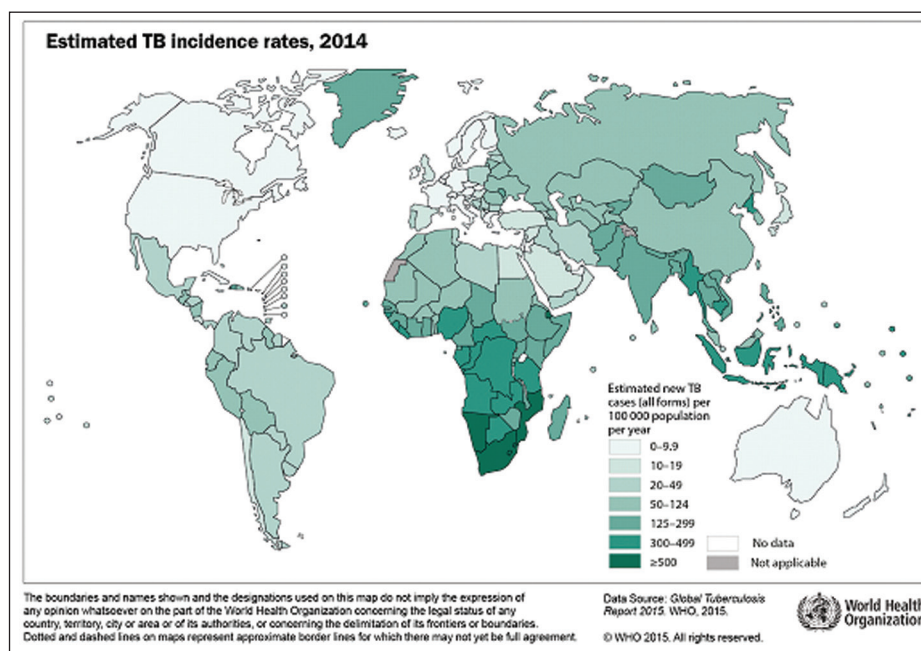 Estimated TB incidence rates, 2014
Estimated new TB
cases (all forms) per
100 000 population
per year
0–9.9
10–19
20–49
50–124
125–299
300–499
≥500
No data
Not applicable
The boundaries and names shown and the designations used on this map do not imply the expression of
any opinion whatsoever on the part of the World Health Organization concerning the legal status of any
country, territory, city or area or of its authorities, or concerning the delimitation of its frontiers or boundaries.
Dotted and dashed lines on maps represent approximate border lines for which there may not yet be full agreement.
Data Source: Global Tuberculosis
Report 2015. WHO, 2015.
© WHO 2015. All rights reserved.
World Health
Organization